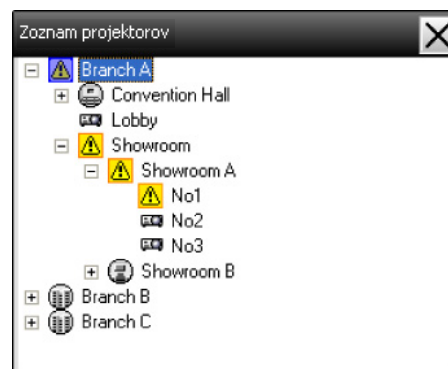 Zoznam projektorov
Branch A
Convention Hall
Lobby
Showroom
Showroom A
No1
No2
No3
Showroom B
Branch B
Branch C